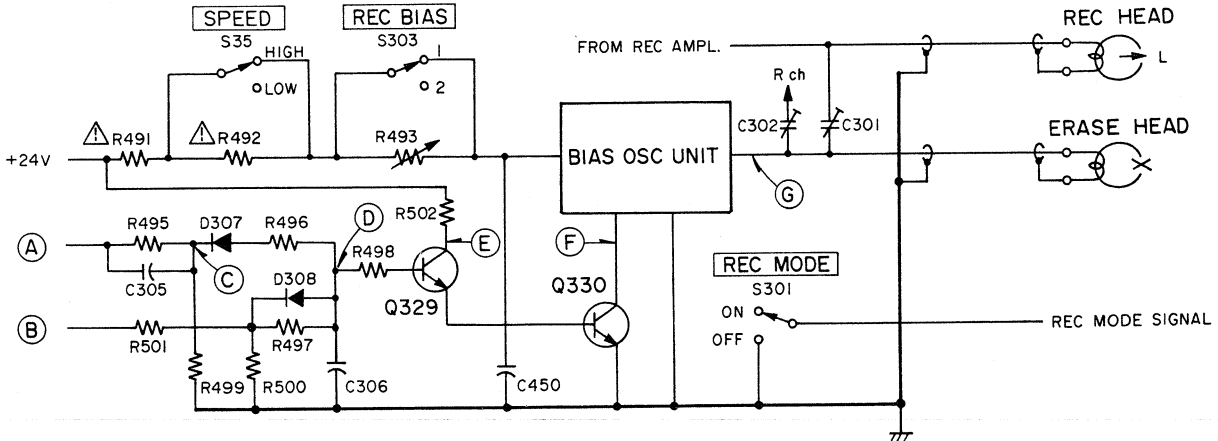 SPEED
S35
HIGH
LOW
REC BIAS
S303
1
2
FROM REC AMPL.
REC HEAD
L
R ch
C302
C301
ERASE HEAD
+24V
R491
R492
R493
BIAS OSC UNIT
G
R502
A
R495
D307
R496
D
R498
E
F
C305
C
D308
Q329
Q330
REC MODE
S301
ON
OFF
REC MODE SIGNAL
B
R501
R497
R499
R500
C306
C450